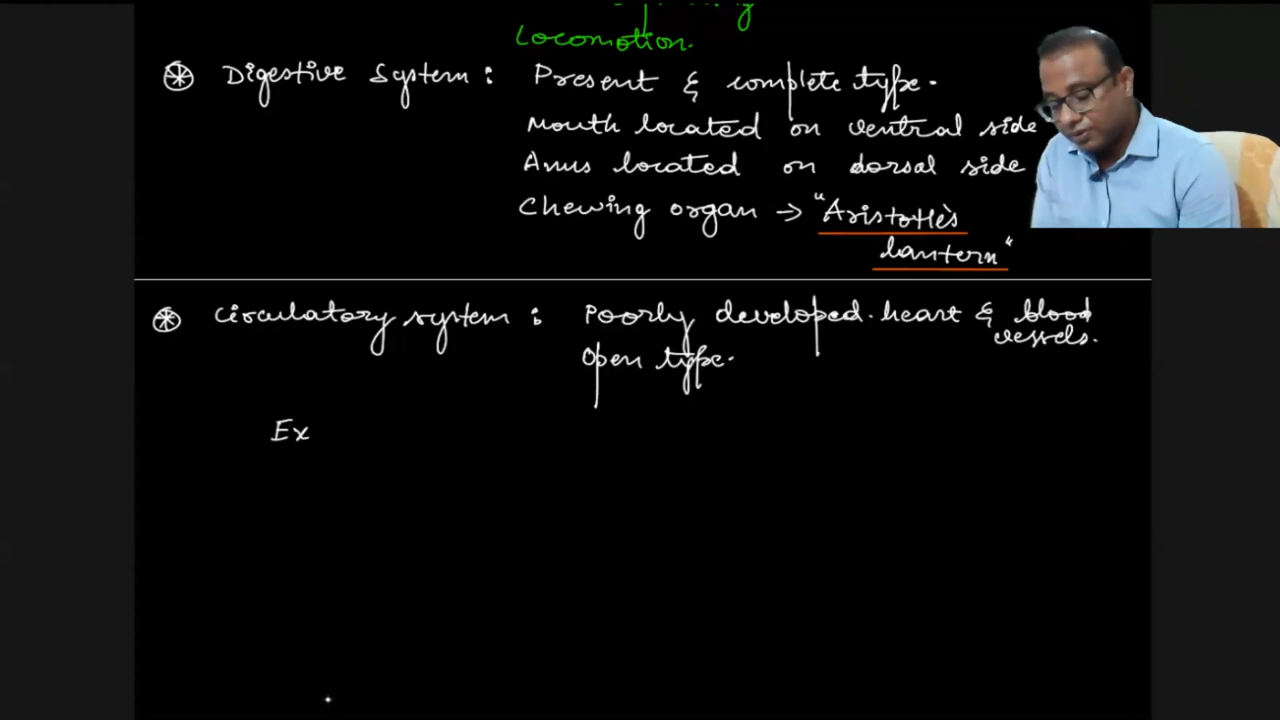 Locomotion.
Digestive System : Present & complete type.
Mouth located on ventral side
Anus located on dorsal side
Chewing organ → "Aristotle's
lantern"
Circulatory system : Poorly developed. heart & blood
vessels.
Open type.
Ex